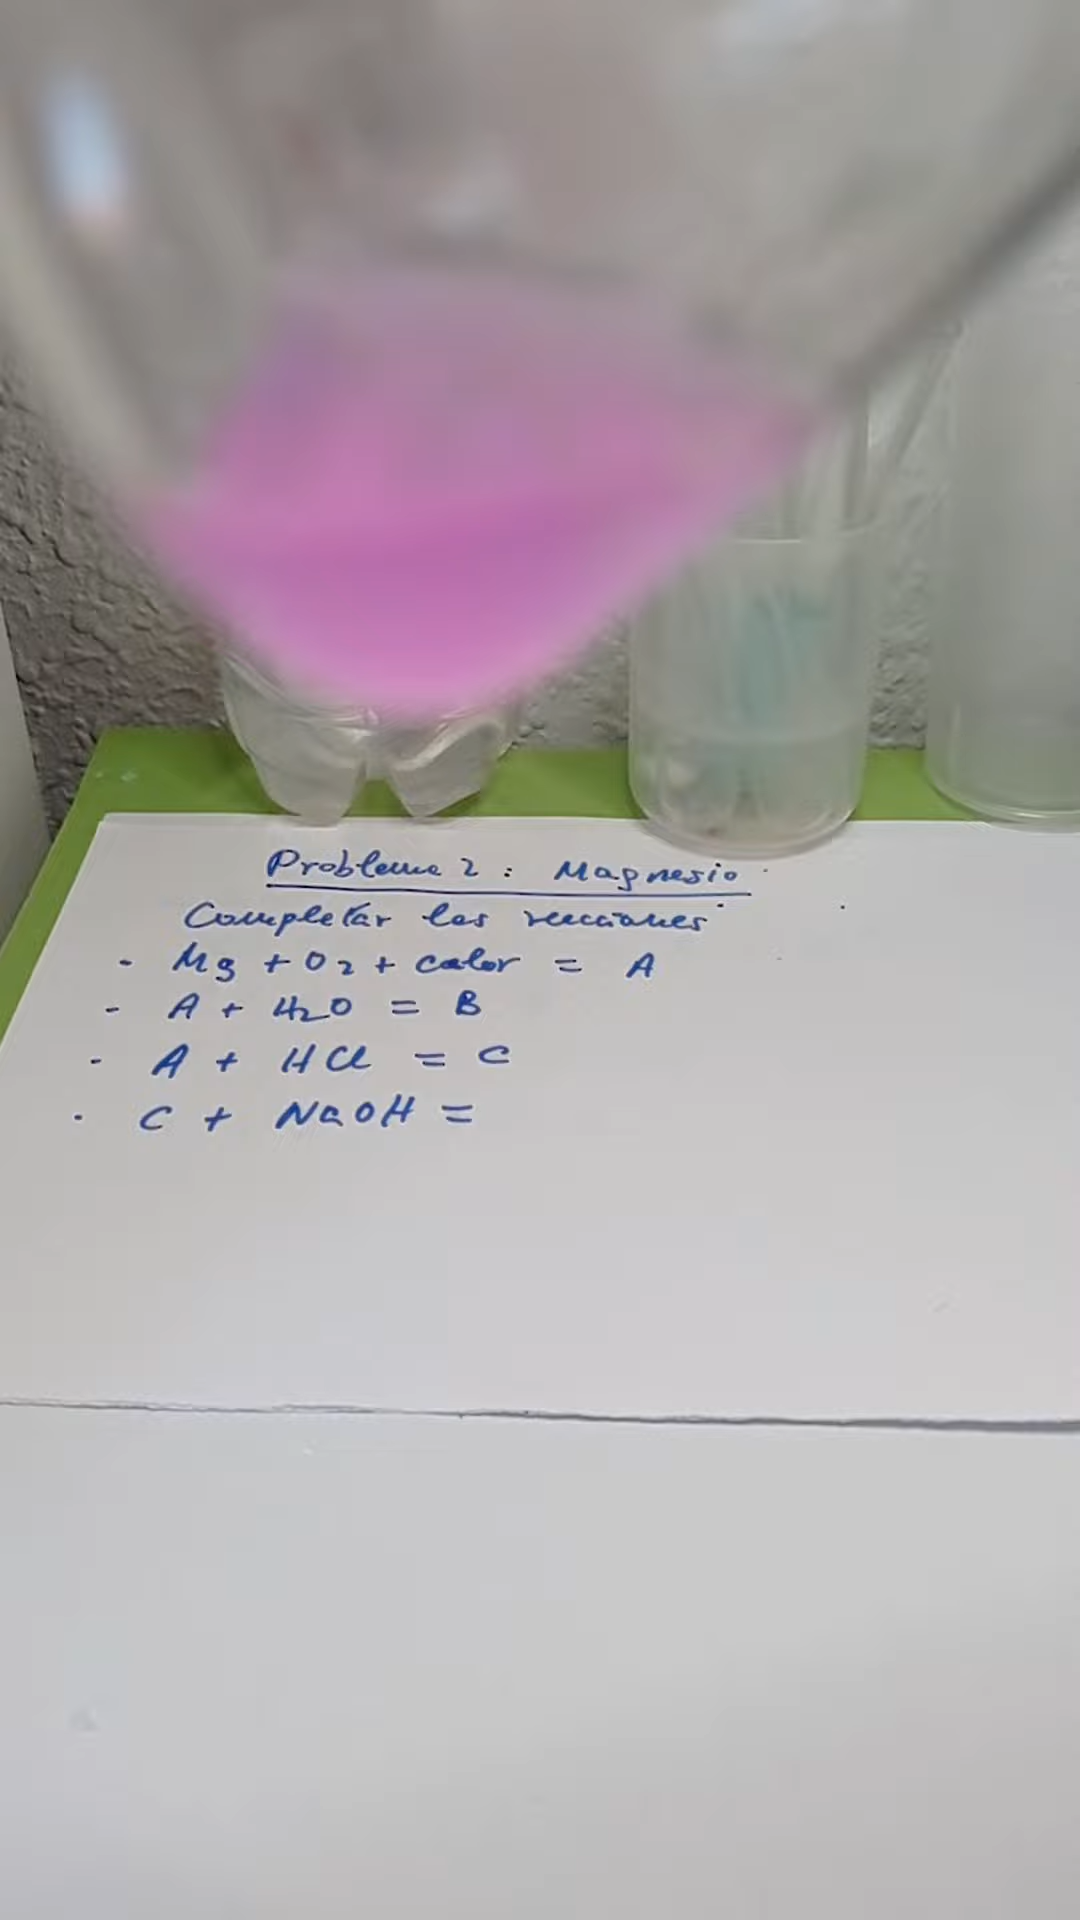 Problema 2 : Magnesio
Completar las reacciones
- Mg + O2 + calor = A
- A + H2O = B
- A + HCl = C
- C + NaOH =